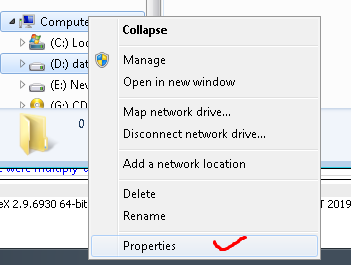 Compute
Collapse
(C:) Loc
Manage
(D:) dat
Open in new window
(E:) New
(G:) CD
Map network drive...
0
Disconnect network drive...
Add a network location
were multiply
Delete
eX 2.9.6930 64-bit
Rename
T 2019
Properties